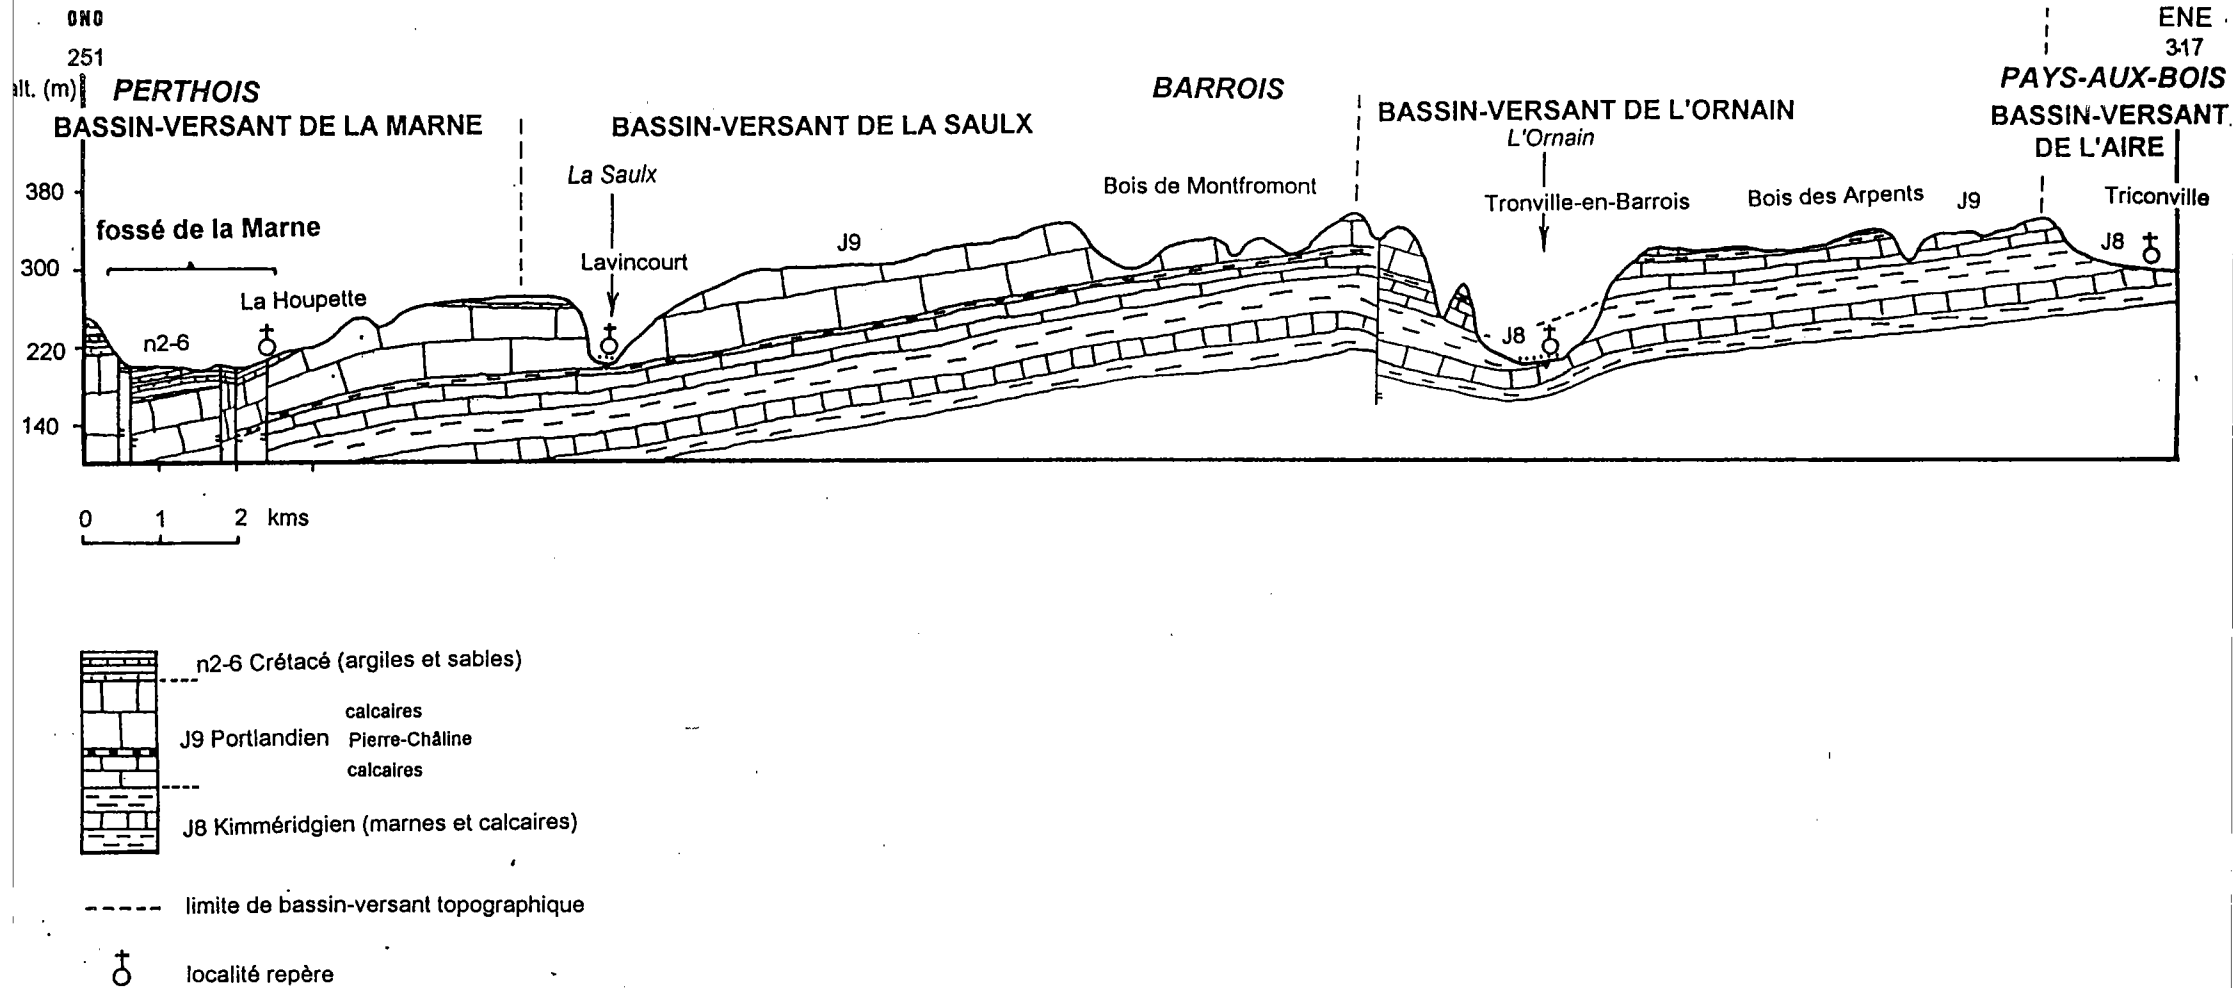 ONO
ENE
251
317
alt. (m)
PERTHOIS
BARROIS
PAYS-AUX-BOIS
BASSIN-VERSANT DE LA MARNE
BASSIN-VERSANT DE LA SAULX
BASSIN-VERSANT DE L'ORNAIN
BASSIN-VERSANT
DE L'AIRE
L'Ornain
La Saulx
Bois de Montfromont
Tronville-en-Barrois
Bois des Arpents
J9
Triconville
380
fossé de la Marne
J9
J8
Lavincourt
300
La Houpette
n2-6
J8
220
140
0 1 2 kms
n2-6 Crétacé (argiles et sables)
calcaires
J9 Portlandien Pierre-Châline
calcaires
J8 Kimméridgien (marnes et calcaires)
limite de bassin-versant topographique
localité repère